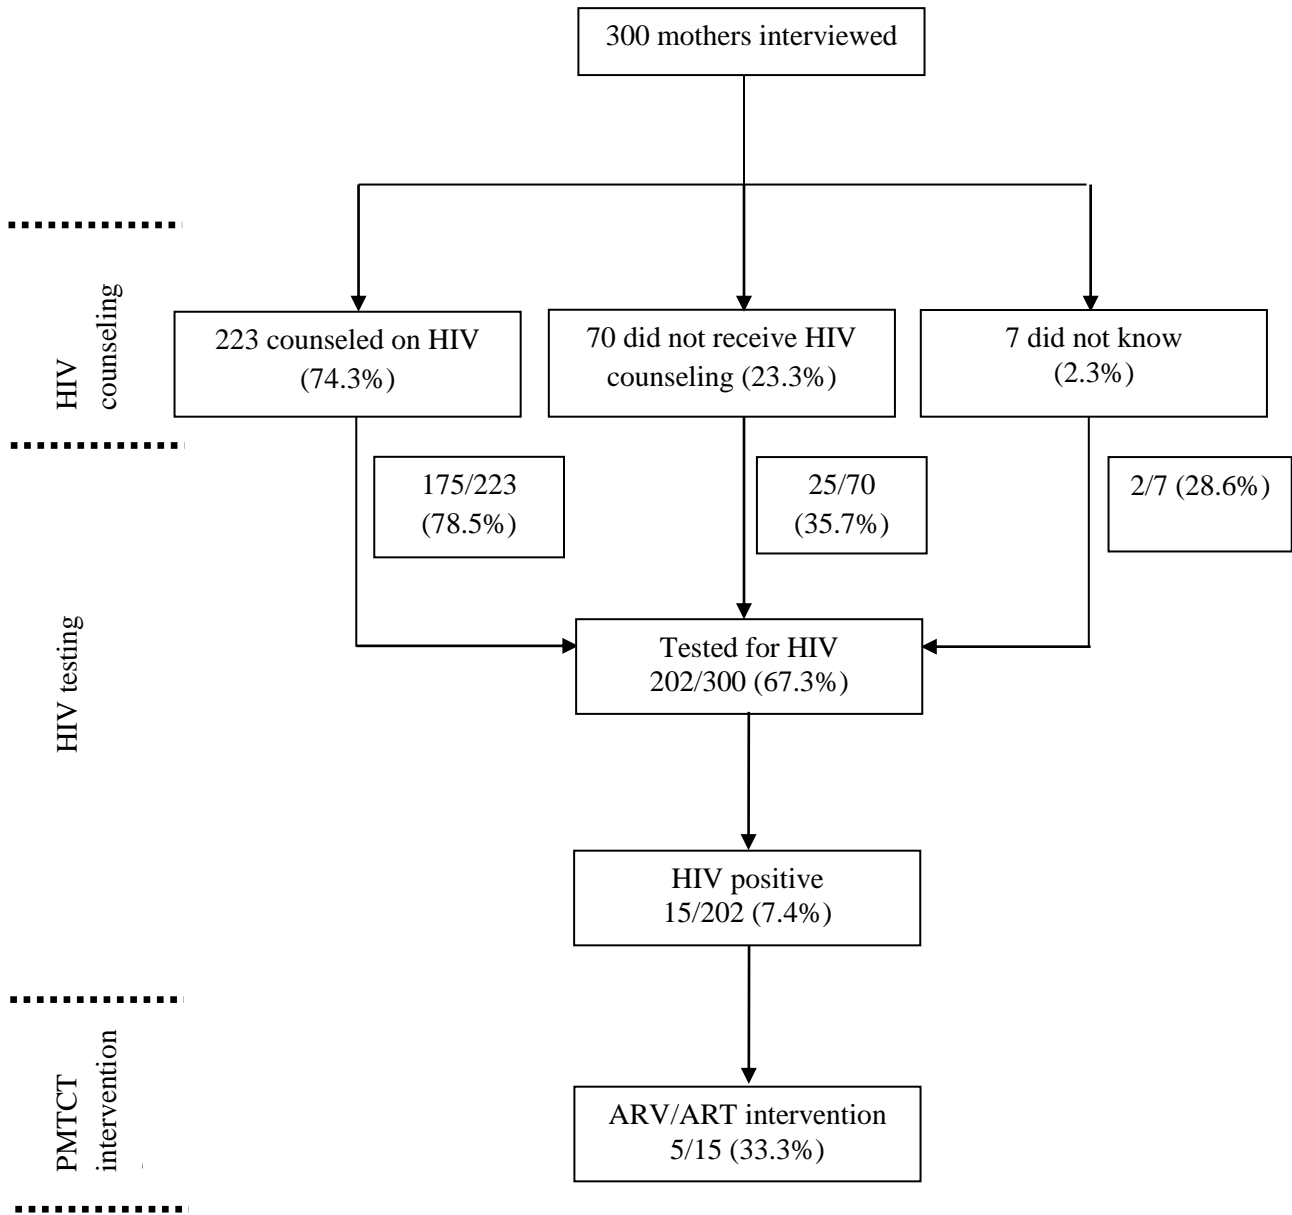 300 mothers interviewed
HIV
counseling
223 counseled on HIV
(74.3%)
70 did not receive HIV
counseling (23.3%)
7 did not know
(2.3%)
175/223
(78.5%)
25/70
(35.7%)
2/7 (28.6%)
HIV testing
Tested for HIV
202/300 (67.3%)
HIV positive
15/202 (7.4%)
PMTCT
intervention
ARV/ART intervention
5/15 (33.3%)